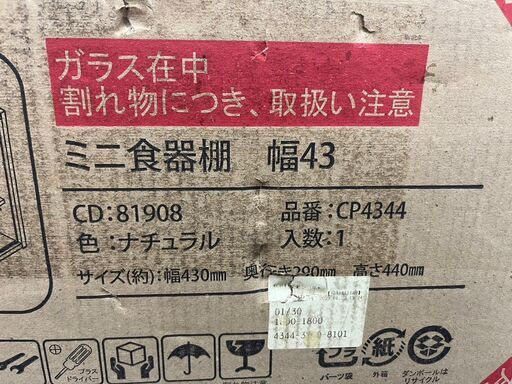 ガラス在中
割れ物につき、取扱い注意
ミニ食器棚 幅43
CD:81908 品番:CP4344
色:ナチュラル 入数:1
サイズ(約):幅430mm 奥行き290mm 高さ440mm
01/30
1800-1800
プラス
ドライバー
プラ
パーツ袋
紙
外箱
ダンボールは
リサイクル